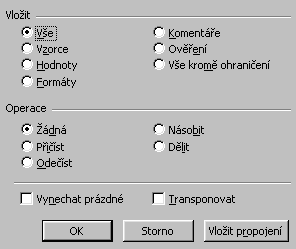 Vložit
Vše
Vzorce
Hodnoty
Formáty
Komentáře
Ověření
Vše kromě ohraničení
Operace
Žádná
Přičíst
Odečíst
Násobit
Dělit
Vynechat prázdné
Transponovat
OK
Storno
Vložit propojení